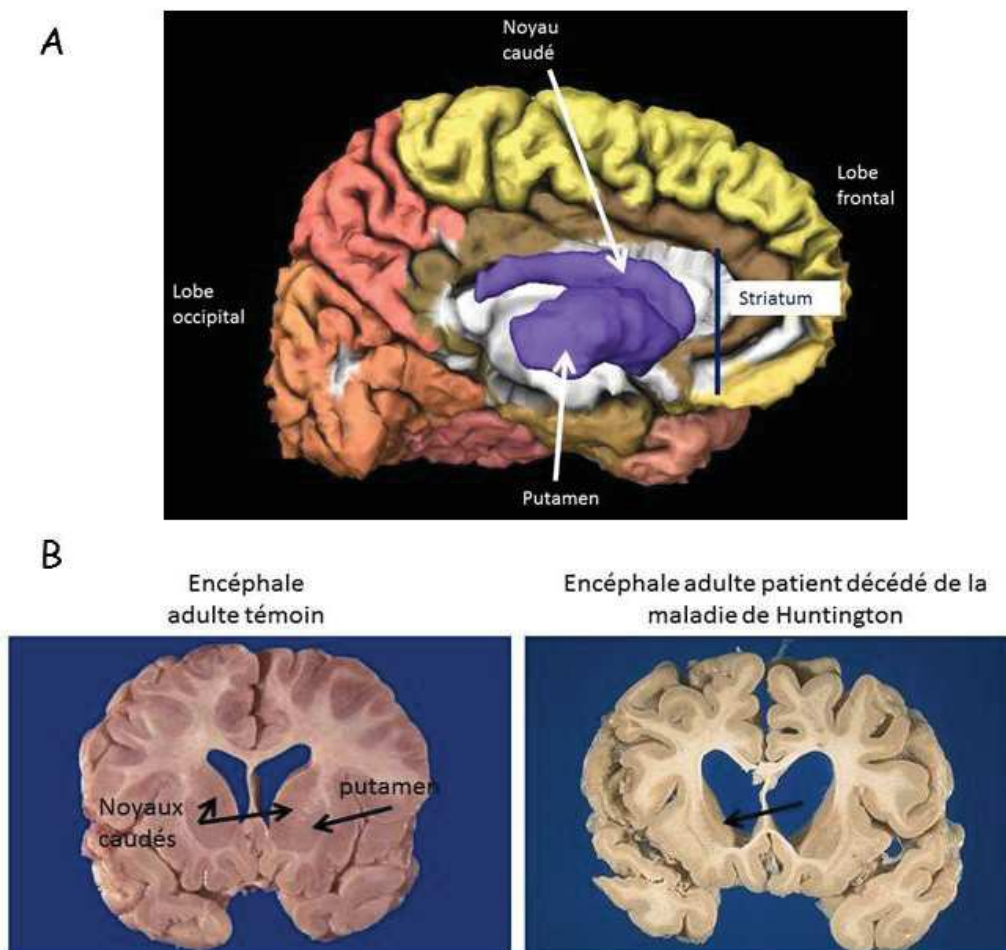 A
Noyau
caudé
Lobe
frontal
Lobe
occipital
Striatum
Putamen
B
Encéphale
adulte témoin
Encéphale adulte patient décédé de la
maladie de Huntington
putamen
Noyaux
caudés